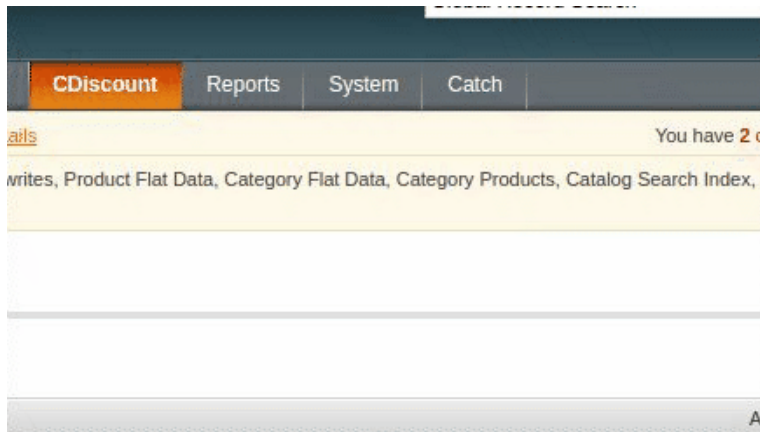 CDiscount Reports System Catch
ails You have 2
writes, Product Flat Data, Category Flat Data, Category Products, Catalog Search Index,
A